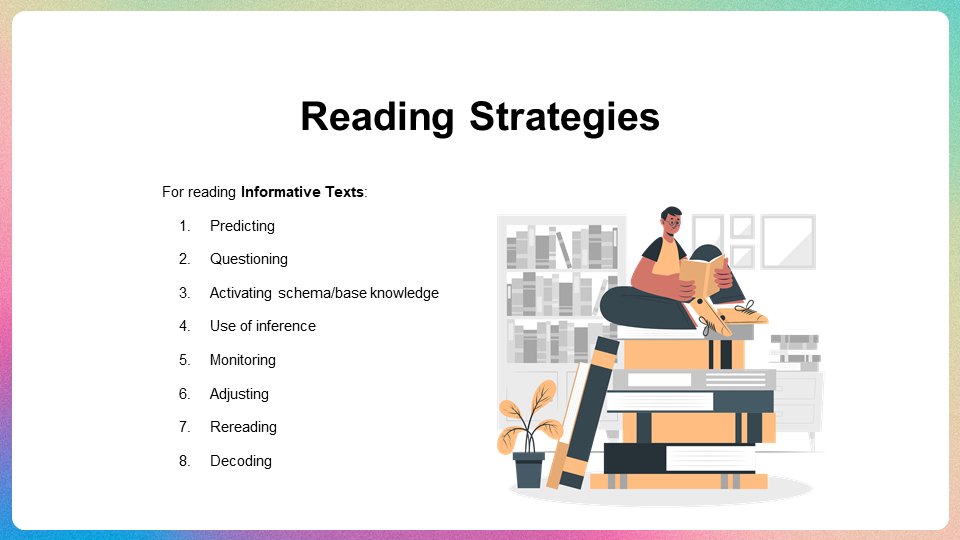 Reading Strategies
For reading Informative Texts:
1. Predicting
2. Questioning
3. Activating schema/base knowledge
4. Use of inference
5. Monitoring
6. Adjusting
7. Rereading
8. Decoding